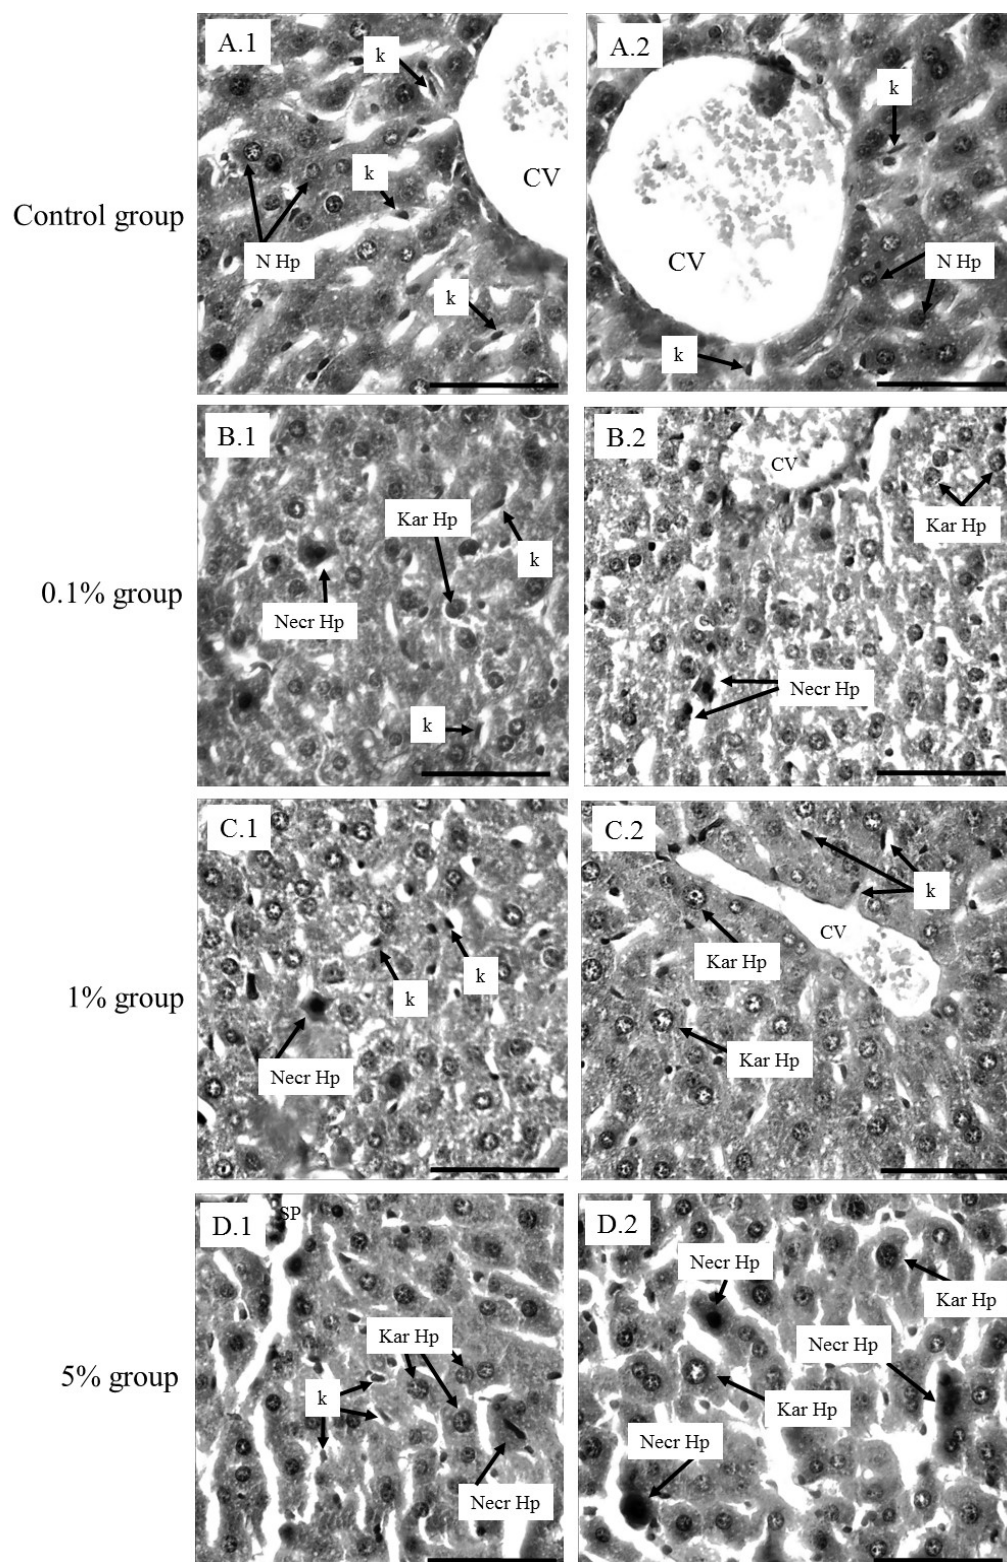 A.1
k
k
CV
N Hp
k
A.2
k
CV
N Hp
k
Control group
B.1
Kar Hp
k
Necr Hp
k
B.2
CV
Kar Hp
Necr Hp
0.1% group
C.1
k
k
Necr Hp
C.2
k
CV
Kar Hp
Kar Hp
1% group
D.1
SP
Kar Hp
k
Necr Hp
D.2
Necr Hp
Kar Hp
Necr Hp
Kar Hp
Necr Hp
5% group